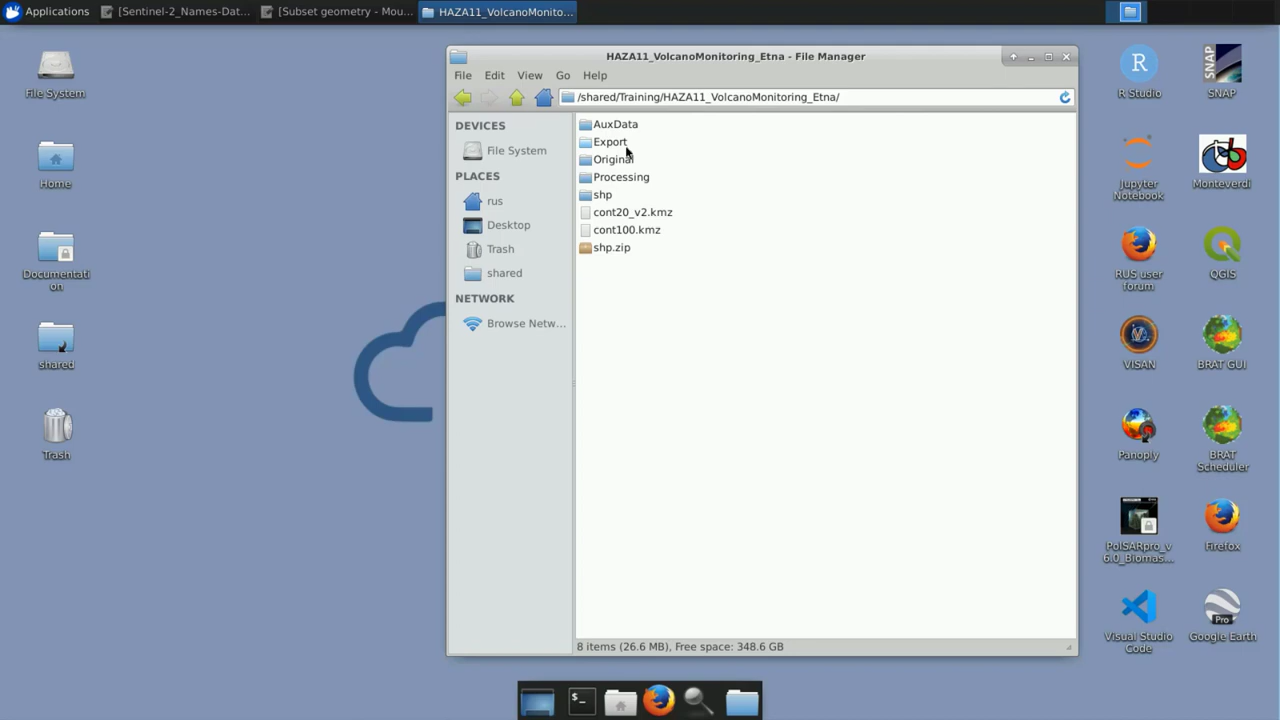 Applications
[Sentinel-2_Names-Dat...
[Subset geometry - Mou...
HAZA11_VolcanoMonito...
File System
Home
Documentati
on
shared
Trash
HAZA11_VolcanoMonitoring_Etna - File Manager
File Edit View Go Help
/shared/Training/HAZA11_VolcanoMonitoring_Etna/
DEVICES
File System
PLACES
rus
Desktop
Trash
shared
NETWORK
Browse Netw...
AuxData
Export
Original
Processing
shp
cont20_v2.kmz
cont100.kmz
shp.zip
8 items (26.6 MB), Free space: 348.6 GB
R Studio
SNAP
SNAP
Jupyter
Notebook
Monteverdi
RUS user
forum
QGIS
VISAN
BRAT GUI
Panoply
BRAT
Scheduler
PolSARpro_v
6.0_Biomas...
Firefox
Visual Studio
Code
Pro
Google Earth
$_